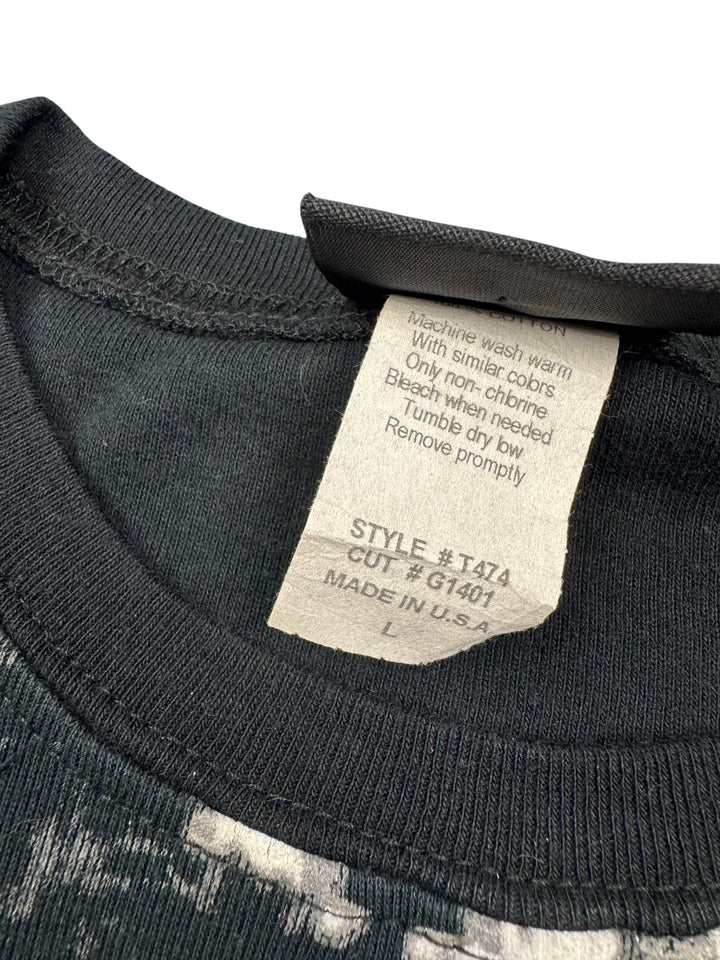 COTTON
Machine wash warm
With similar colors
Only non- chlorine
Bleach when needed
Tumble dry low
Remove promptly
STYLE # T474
CUT # G1401
MADE IN U.S.A
L